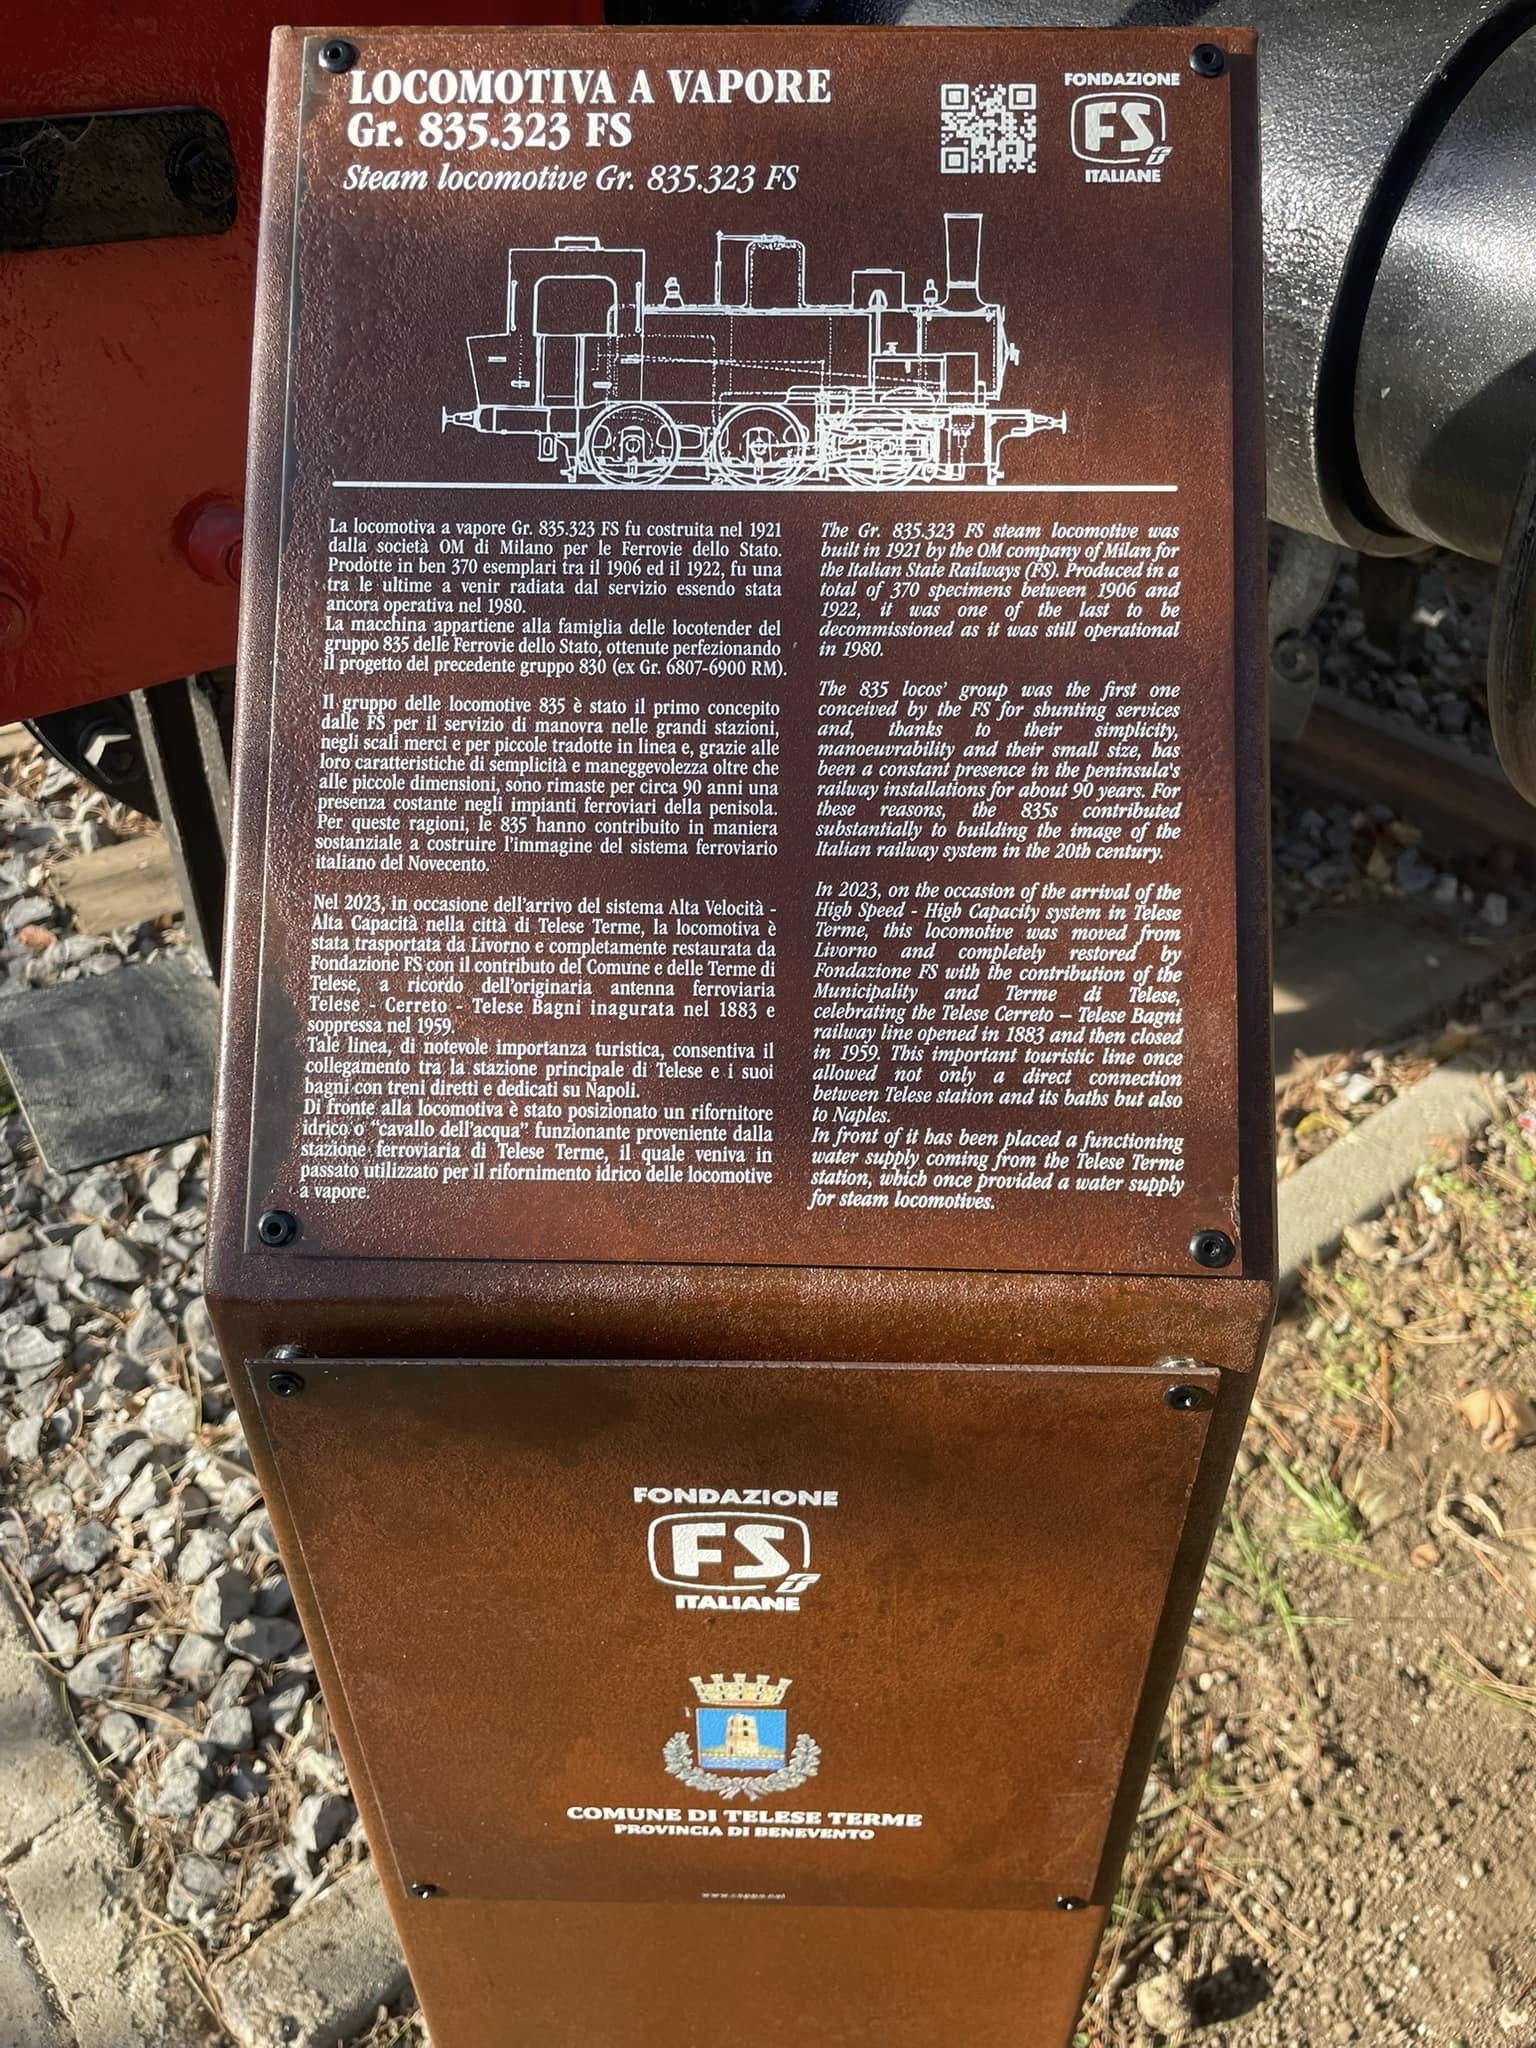 LOCOMOTIVA A VAPORE
Gr. 835.323 FS
Steam locomotive Gr. 835.323 FS
FONDAZIONE
FS
ITALIANE
La locomotiva a vapore Gr. 835.323 FS fu costruita nel 1921
dalla società OM di Milano per le Ferrovie dello Stato.
Prodotte in ben 370 esemplari tra il 1906 ed il 1922, fu una
tra le ultime a venir radiata dal servizio essendo stata
ancora operativa nel 1980.
La macchina appartiene alla famiglia delle locotender del
gruppo 835 delle Ferrovie dello Stato, ottenute perfezionando
il progetto del precedente gruppo 830 (ex Gr. 6807-6900 RM).
Il gruppo delle locomotive 835 è stato il primo concepito
dalle FS per il servizio di manovra nelle grandi stazioni,
negli scali merci e per piccole tradotte in linea e, grazie alle
loro caratteristiche di semplicità e maneggevolezza oltre che
alle piccole dimensioni, sono rimaste per circa 90 anni una
presenza costante negli impianti ferroviari della penisola.
Per queste ragioni, le 835 hanno contribuito in maniera
sostanziale a costruire l'immagine del sistema ferroviario
italiano del Novecento.
Nel 2023, in occasione dell'arrivo del sistema Alta Velocità -
Alta Capacità nella città di Telese Terme, la locomotiva è
stata trasportata da Livorno e completamente restaurata da
Fondazione FS con il contributo del Comune e delle Terme di
Telese, a ricordo dell'originaria antenna ferroviaria
Telese - Cerreto - Telese Bagni inagurata nel 1883 e
soppressa nel 1959.
Tale linea, di notevole importanza turistica, consentiva il
collegamento tra la stazione principale di Telese e i suoi
bagni con treni diretti e dedicati su Napoli.
Di fronte alla locomotiva è stato posizionato un rifornitore
idrico o "cavallo dell'acqua" funzionante proveniente dalla
stazione ferroviaria di Telese Terme, il quale veniva in
passato utilizzato per il rifornimento idrico delle locomotive
a vapore.
The Gr. 835.323 FS steam locomotive was
built in 1921 by the OM company of Milan for
the Italian State Railways (FS). Produced in a
total of 370 specimens between 1906 and
1922, it was one of the last to be
decommissioned as it was still operational
in 1980.
The 835 locos' group was the first one
conceived by the FS for shunting services
and, thanks to their simplicity,
manoeuvrability and their small size, has
been a constant presence in the peninsula's
railway installations for about 90 years. For
these reasons, the 835s contributed
substantially to building the image of the
Italian railway system in the 20th century.
In 2023, on the occasion of the arrival of the
High Speed - High Capacity system in Telese
Terme, this locomotive was moved from
Livorno and completely restored by
Fondazione FS with the contribution of the
Municipality and Terme di Telese,
celebrating the Telese Cerreto – Telese Bagni
railway line opened in 1883 and then closed
in 1959. This important touristic line once
allowed not only a direct connection
between Telese station and its baths but also
to Naples.
In front of it has been placed a functioning
water supply coming from the Telese Terme
station, which once provided a water supply
for steam locomotives.
FONDAZIONE
FS
ITALIANE
COMUNE DI TELESE TERME
PROVINCIA DI BENEVENTO